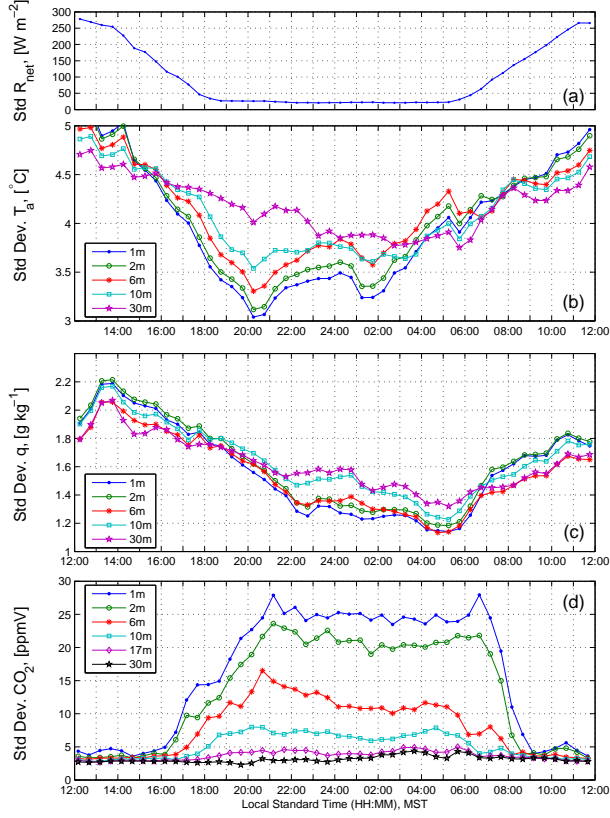 Std R_net, [W m⁻²]
300
250
200
150
100
50
0
(a)
Std Dev. T_a, [°C]
5
4.5
4
3.5
3
1m
2m
6m
10m
30m
(b)
14:00 16:00 18:00 20:00 22:00 00:00 02:00 04:00 06:00 08:00 10:00 12:00
Std Dev. q, [g kg⁻¹]
2.2
2
1.8
1.6
1.4
1.2
1
1m
2m
6m
10m
30m
(c)
12:00 14:00 16:00 18:00 20:00 22:00 00:00 02:00 04:00 06:00 08:00 10:00 12:00
Std Dev. CO₂, [ppmV]
30
25
20
15
10
5
0
1m
2m
6m
10m
17m
30m
(d)
12:00 14:00 16:00 18:00 20:00 22:00 00:00 02:00 04:00 06:00 08:00 10:00 12:00
Local Standard Time (HH:MM), MST